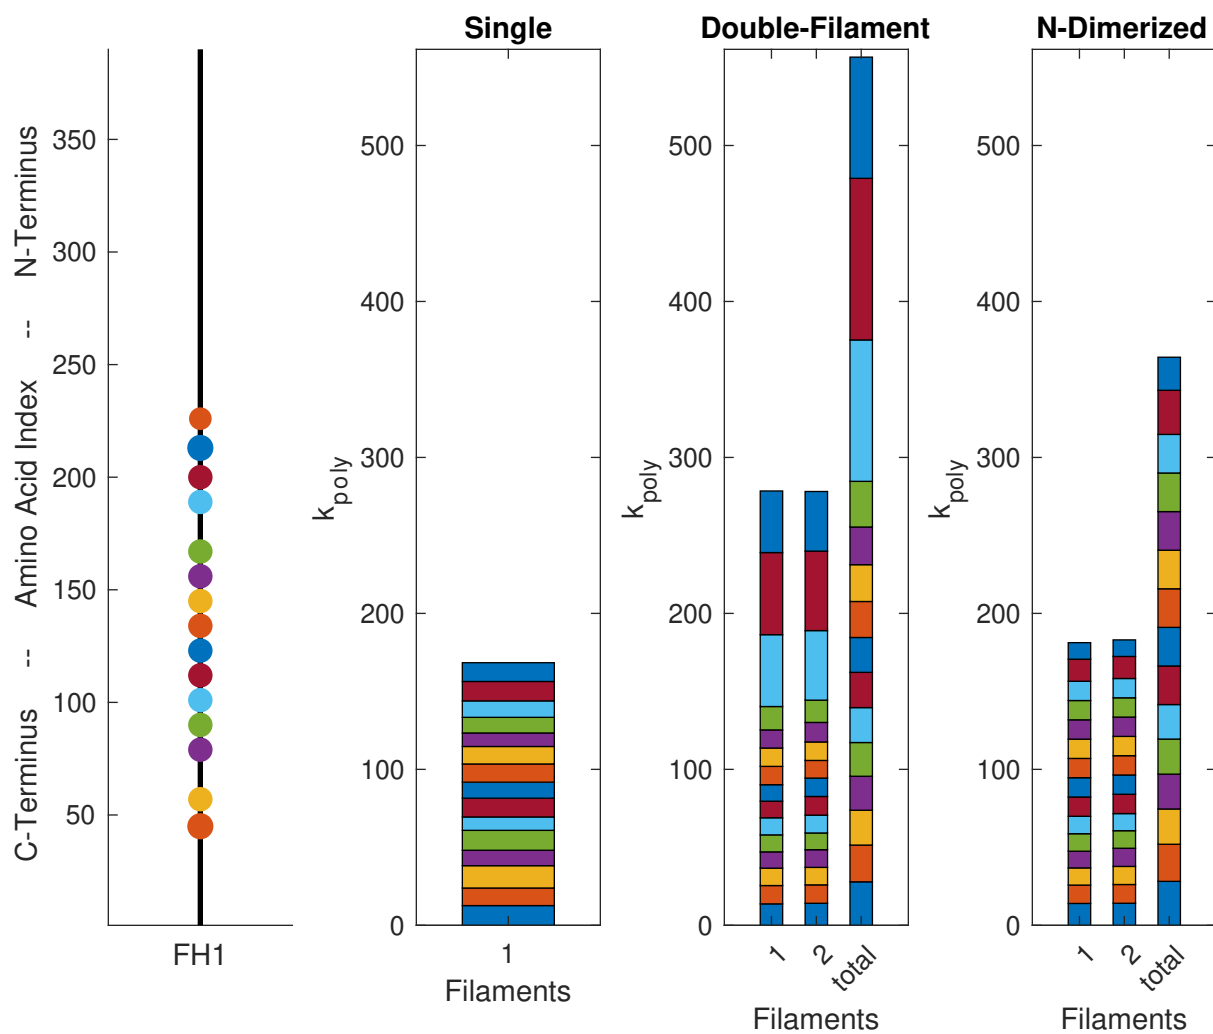 Single
Double-Filament
N-Dimerized
C-Terminus -- Amino Acid Index -- N-Terminus
350
300
250
200
150
100
50
FH1
k_poly
500
400
300
200
100
0
1
Filaments
k_poly
500
400
300
200
100
0
1
2
total
Filaments
k_poly
500
400
300
200
100
0
1
2
total
Filaments